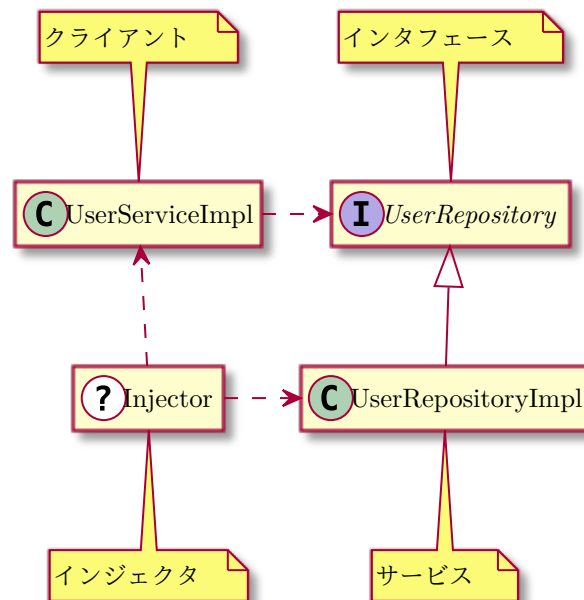 クライアント
インタフェース
C UserServiceImpl
I UserRepository
? Injector
C UserRepositoryImpl
インジェクタ
サービス